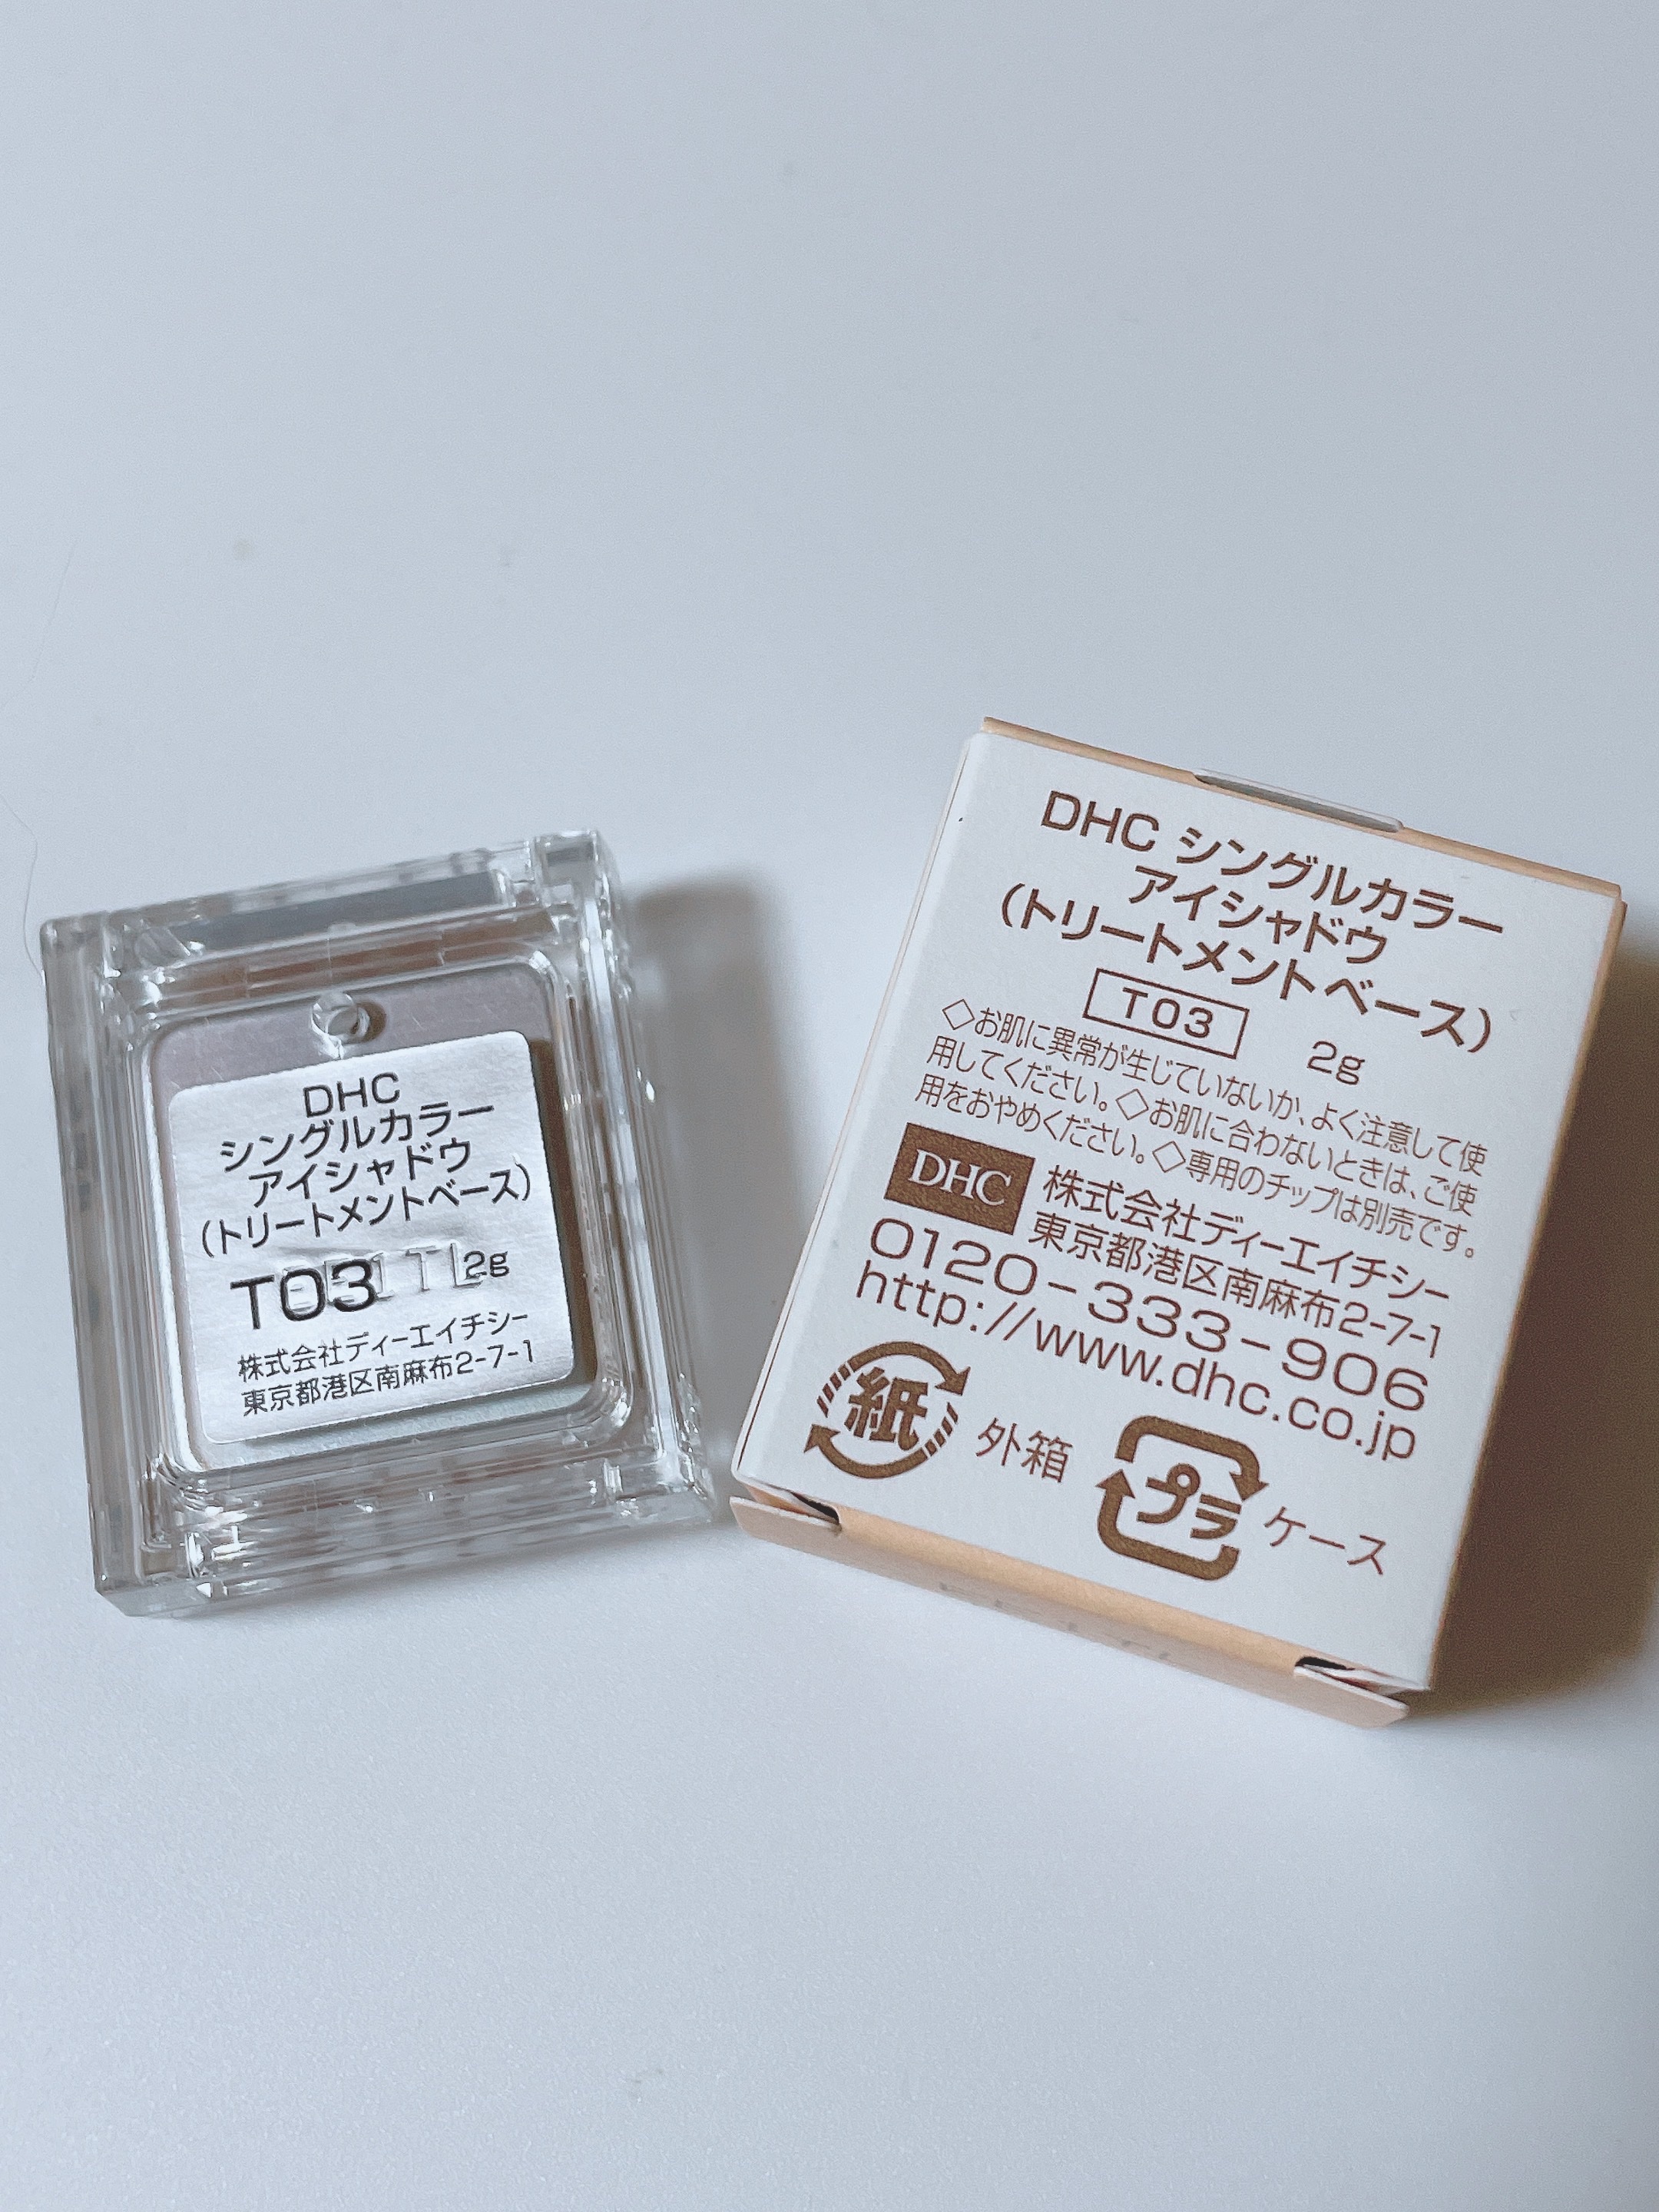 DHC
シングルカラー
アイシャドウ
(トリートメントベース)
T03 2g
株式会社ディーエイチシー
東京都港区南麻布2-7-1
DHC シングルカラー
アイシャドウ
(トリートメントベース)
T03 2g
◇お肌に異常が生じていないか、よく注意して使
用してください。◇お肌に合わないときは、ご使
用をおやめください。◇専用のチップは別売です。
DHC 株式会社ディーエイチシー
東京都港区南麻布2-7-1
0120-333-906
http://www.dhc.co.jp
紙 外箱 プラ ケース